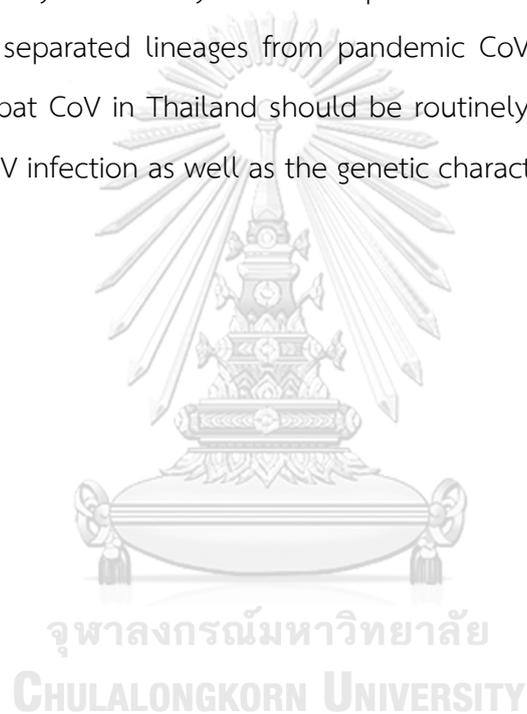 separated lineages from pandemic CoV
bat CoV in Thailand should be routinely
V infection as well as the genetic charact
จุฬาลงกรณ์มหาวิทยาลัย
CHULALONGKORN UNIVERSITY